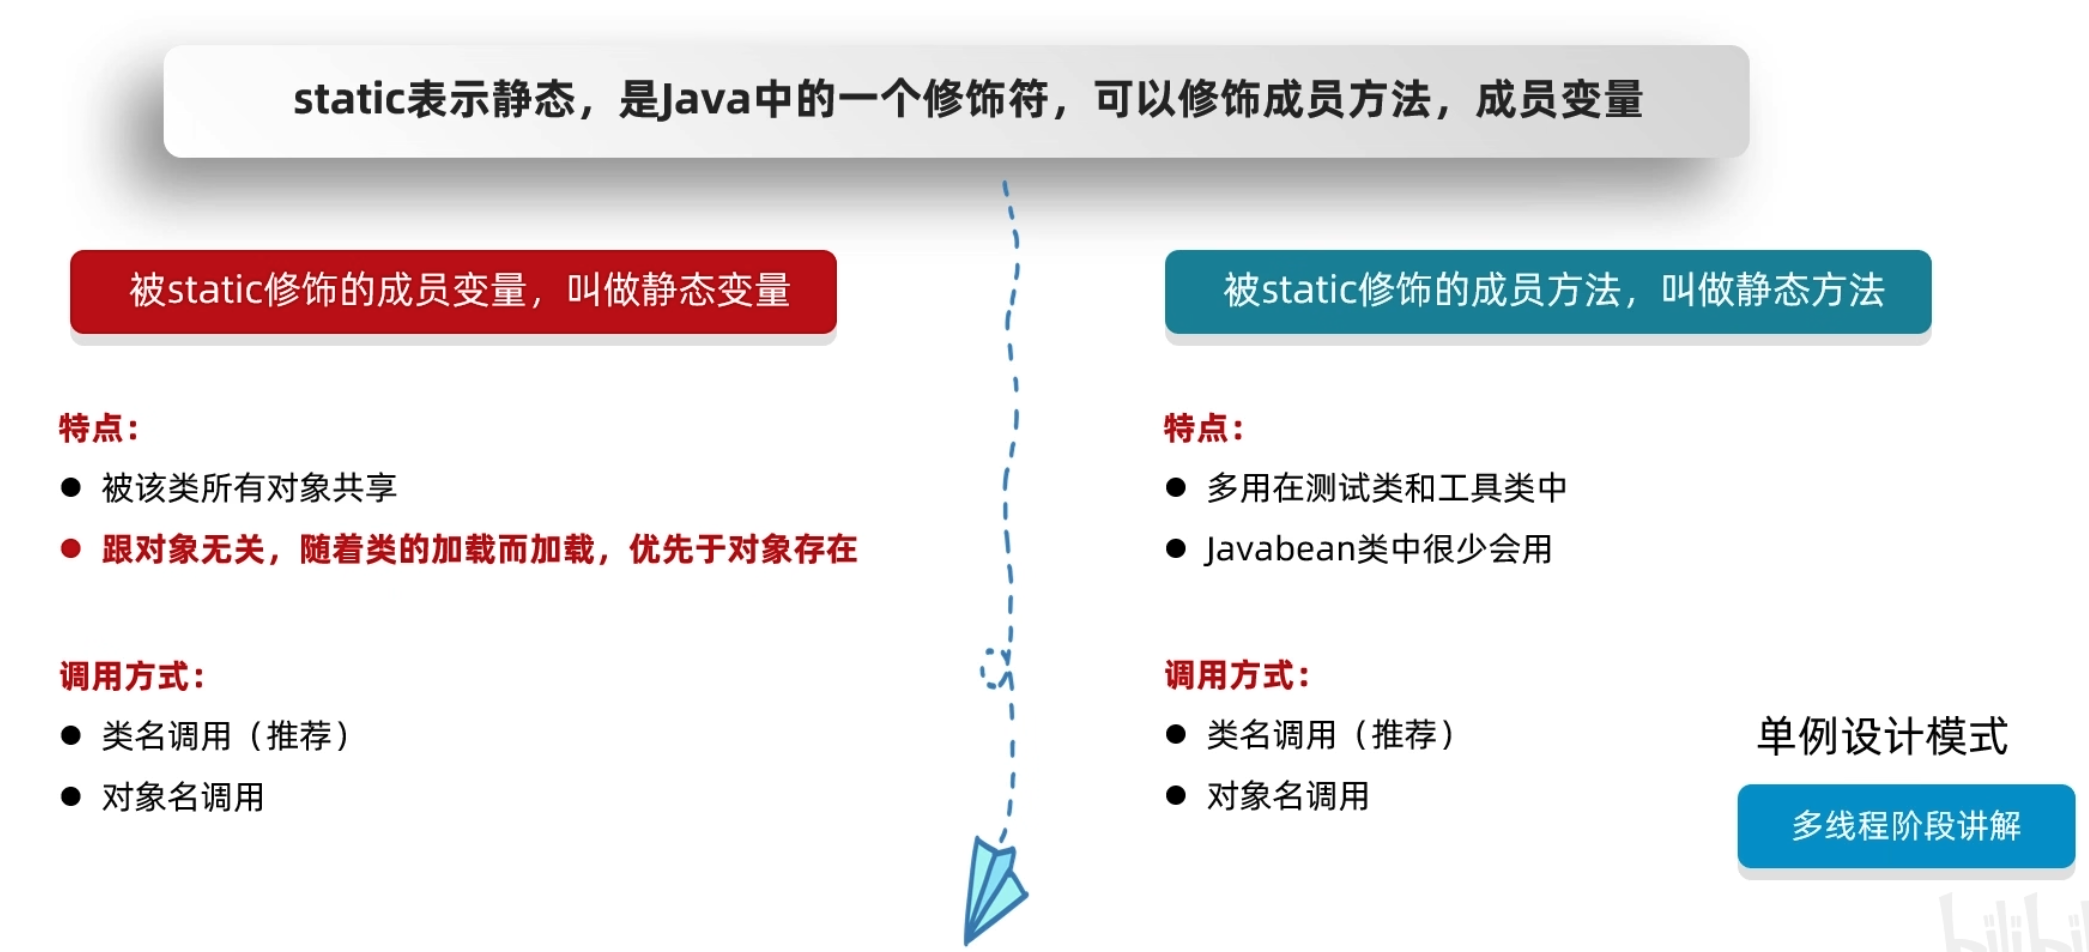 static表示静态，是Java中的一个修饰符，可以修饰成员方法，成员变量
被static修饰的成员变量，叫做静态变量
特点：
● 被该类所有对象共享
● 跟对象无关，随着类的加载而加载，优先于对象存在
调用方式：
● 类名调用（推荐）
● 对象名调用
被static修饰的成员方法，叫做静态方法
特点：
● 多用在测试类和工具类中
● Javabean类中很少会用
调用方式：
● 类名调用（推荐）
● 对象名调用
单例设计模式
多线程阶段讲解
bilibili